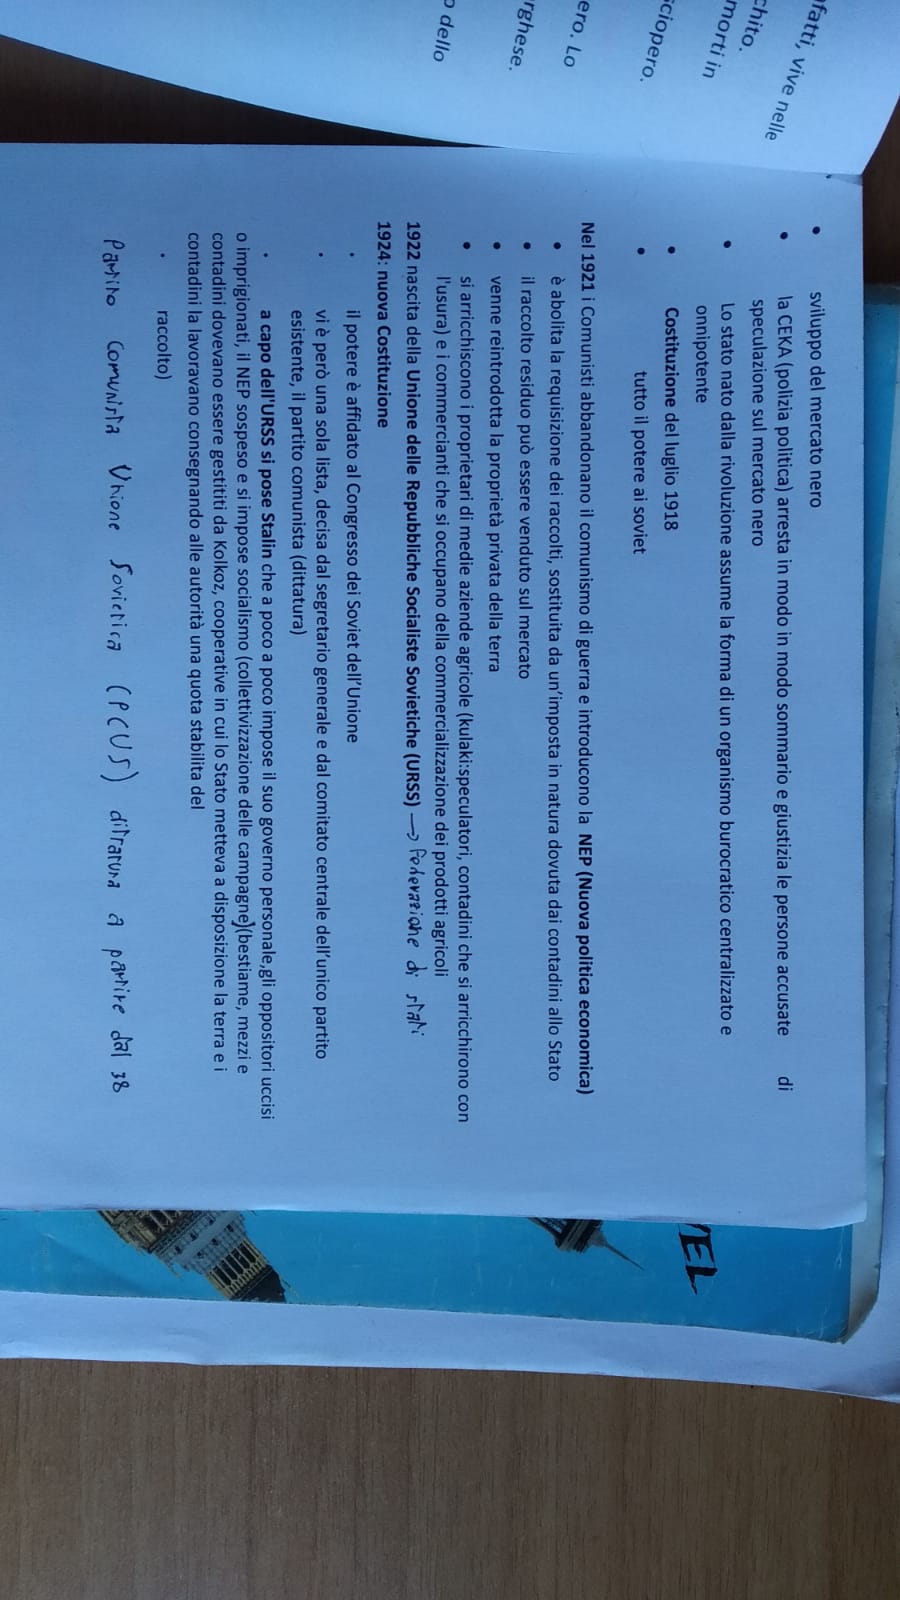 fatti, vive nelle
chito.
morti in
sciopero.
ero. Lo
rghese.
o dello
• sviluppo del mercato nero
• la CEKA (polizia politica) arresta in modo in modo sommario e giustizia le persone accusate di
speculazione sul mercato nero
• Lo stato nato dalla rivoluzione assume la forma di un organismo burocratico centralizzato e
onnipotente
• Costituzione del luglio 1918
• tutto il potere ai soviet
Nel 1921 i Comunisti abbandonano il comunismo di guerra e introducono la NEP (Nuova politica economica)
• è abolita la requisizione dei raccolti, sostituita da un'imposta in natura dovuta dai contadini allo Stato
• il raccolto residuo può essere venduto sul mercato
• venne reintrodotta la proprietà privata della terra
• si arricchiscono i proprietari di medie aziende agricole (kulaki:speculatori, contadini che si arricchirono con
l'usura) e i commercianti che si occupano della commercializzazione dei prodotti agricoli
1922 nascita della Unione delle Repubbliche Socialiste Sovietiche (URSS) → Federazione di stati
1924: nuova Costituzione
• il potere è affidato al Congresso dei Soviet dell'Unione
• vi è però una sola lista, decisa dal segretario generale e dal comitato centrale dell'unico partito
esistente, il partito comunista (dittatura)
• a capo dell'URSS si pose Stalin che a poco a poco impose il suo governo personale,gli oppositori uccisi
o imprigionati, il NEP sospeso e si impose socialismo (collettivizzazione delle campagne)(bestiame, mezzi e
contadini dovevano essere gestititi da Kolkoz, cooperative in cui lo Stato metteva a disposizione la terra e i
contadini la lavoravano consegnando alle autorità una quota stabilita del
• raccolto)
Partito Comunista Unione Sovietica (PCUS) dittatura a partire dal 38
VEL